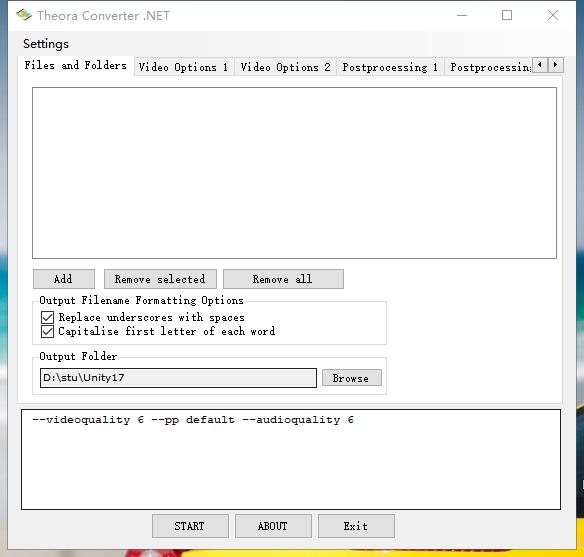 Theora Converter .NET
Settings
Files and Folders Video Options 1 Video Options 2 Postprocessing 1 Postprocessin
Add Remove selected Remove all
Output Filename Formatting Options
Replace underscores with spaces
Capitalise first letter of each word
Output Folder
D:\stu\Unity17 Browse
--videoquality 6 --pp default --audioquality 6
START ABOUT Exit